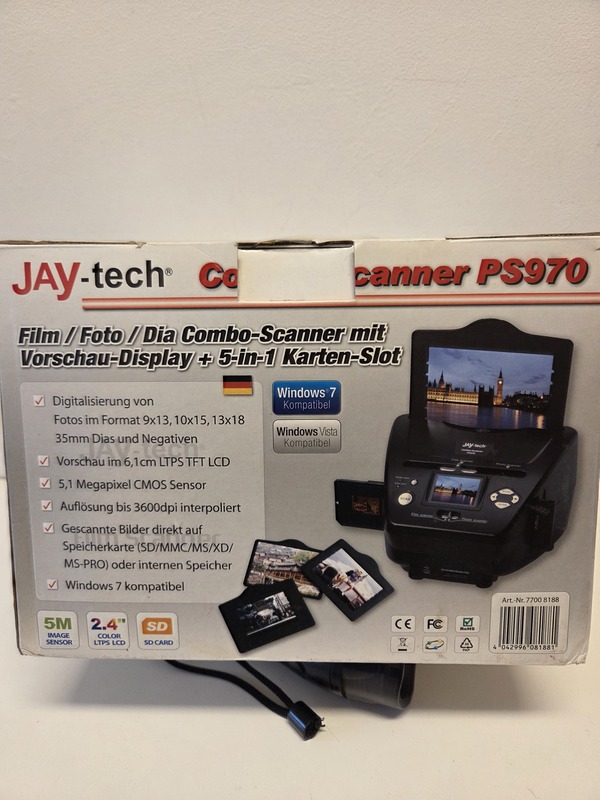 JAY-tech® Co canner PS970
Film / Foto / Dia Combo-Scanner mit
Vorschau-Display + 5-in-1 Karten-Slot
Digitalisierung von
Fotos im Format 9x13, 10x15, 13x18
35mm Dias und Negativen
Vorschau im 6,1cm LTPS TFT LCD
5,1 Megapixel CMOS Sensor
Auflösung bis 3600dpi interpoliert
Gescannte Bilder direkt auf
Speicherkarte (SD/MMC/MS/XD/
MS-PRO) oder internen Speicher
Windows 7 kompatibel
Windows 7
Kompatibel
Windows Vista
Kompatibel
JAY-tech
5M
IMAGE
SENSOR
2.4"
COLOR
LTPS LCD
SD
SD CARD
CE FC RoHS
Art.-Nr. 7700 8188
4 042996 081881